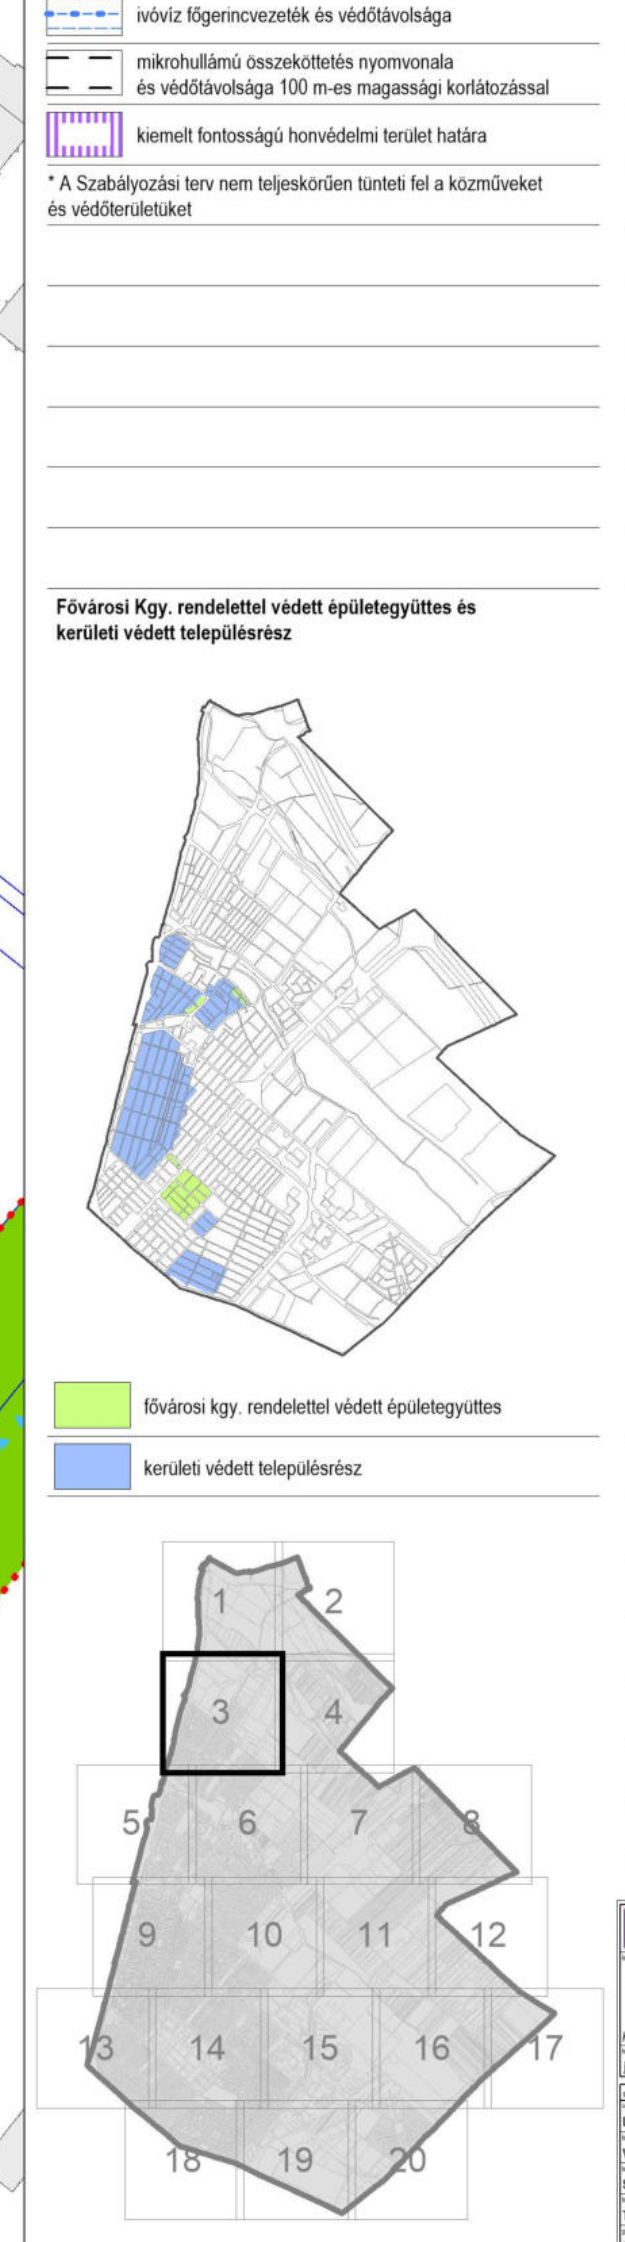 ivóvíz főgerincvezeték és védőtávolsága
mikrohullámú összeköttetés nyomvonala
és védőtávolsága 100 m-es magassági korlátozással
kiemelt fontosságú honvédelmi terület határa
* A Szabályozási terv nem teljeskörűen tünteti fel a közműveket
és védőterületüket
Fővárosi Kgy. rendelettel védett épületegyüttes és
kerületi védett településrész
fővárosi kgy. rendelettel védett épületegyüttes
kerületi védett településrész
1 2
3 4
5 6 7 8
9 10 11 12
13 14 15 16 17
18 19 20